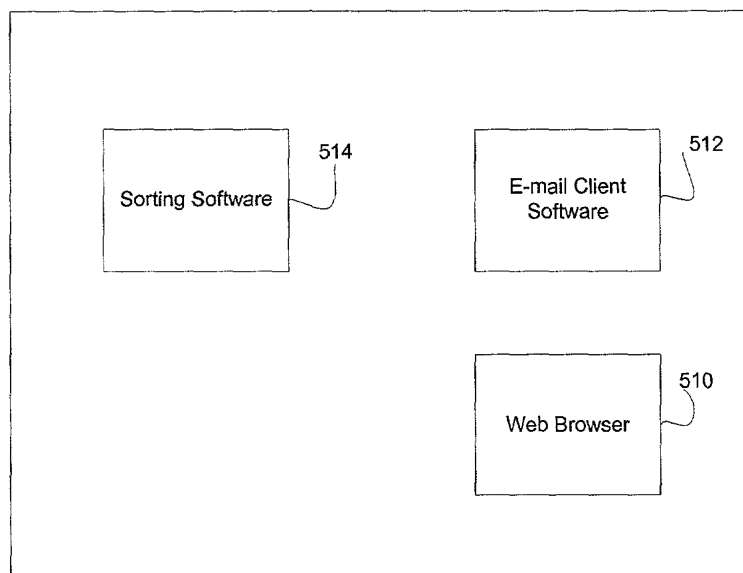 514
Sorting Software
512
E-mail Client
Software
510
Web Browser